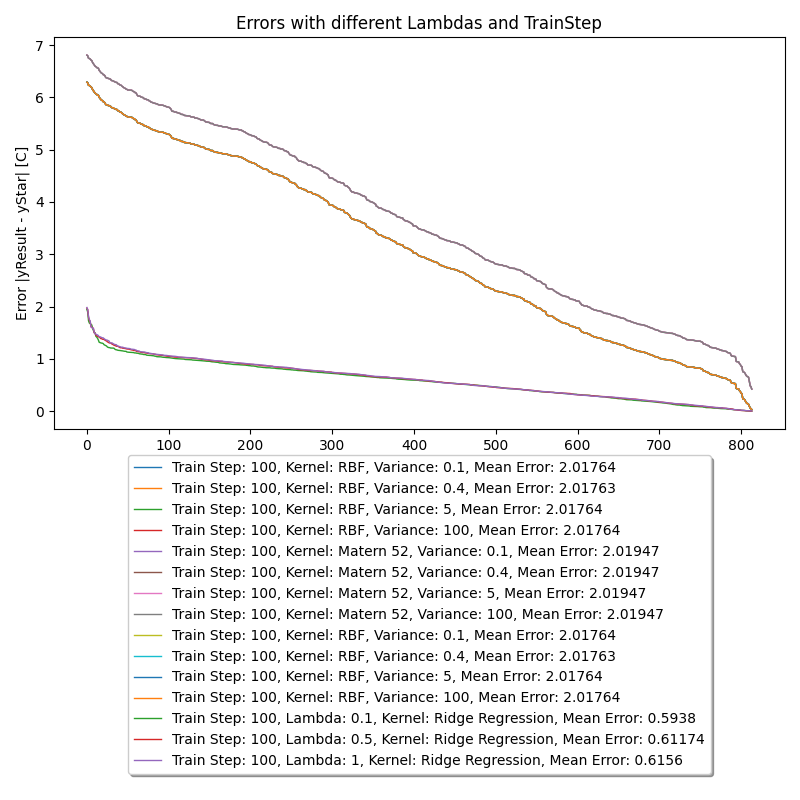 Errors with different Lambdas and TrainStep
7
6
5
4
3
2
1
0
Error |yResult - yStar| [C]
0 100 200 300 400 500 600 700 800
Train Step: 100, Kernel: RBF, Variance: 0.1, Mean Error: 2.01764
Train Step: 100, Kernel: RBF, Variance: 0.4, Mean Error: 2.01763
Train Step: 100, Kernel: RBF, Variance: 5, Mean Error: 2.01764
Train Step: 100, Kernel: RBF, Variance: 100, Mean Error: 2.01764
Train Step: 100, Kernel: Matern 52, Variance: 0.1, Mean Error: 2.01947
Train Step: 100, Kernel: Matern 52, Variance: 0.4, Mean Error: 2.01947
Train Step: 100, Kernel: Matern 52, Variance: 5, Mean Error: 2.01947
Train Step: 100, Kernel: Matern 52, Variance: 100, Mean Error: 2.01947
Train Step: 100, Kernel: RBF, Variance: 0.1, Mean Error: 2.01764
Train Step: 100, Kernel: RBF, Variance: 0.4, Mean Error: 2.01763
Train Step: 100, Kernel: RBF, Variance: 5, Mean Error: 2.01764
Train Step: 100, Kernel: RBF, Variance: 100, Mean Error: 2.01764
Train Step: 100, Lambda: 0.1, Kernel: Ridge Regression, Mean Error: 0.5938
Train Step: 100, Lambda: 0.5, Kernel: Ridge Regression, Mean Error: 0.61174
Train Step: 100, Lambda: 1, Kernel: Ridge Regression, Mean Error: 0.6156